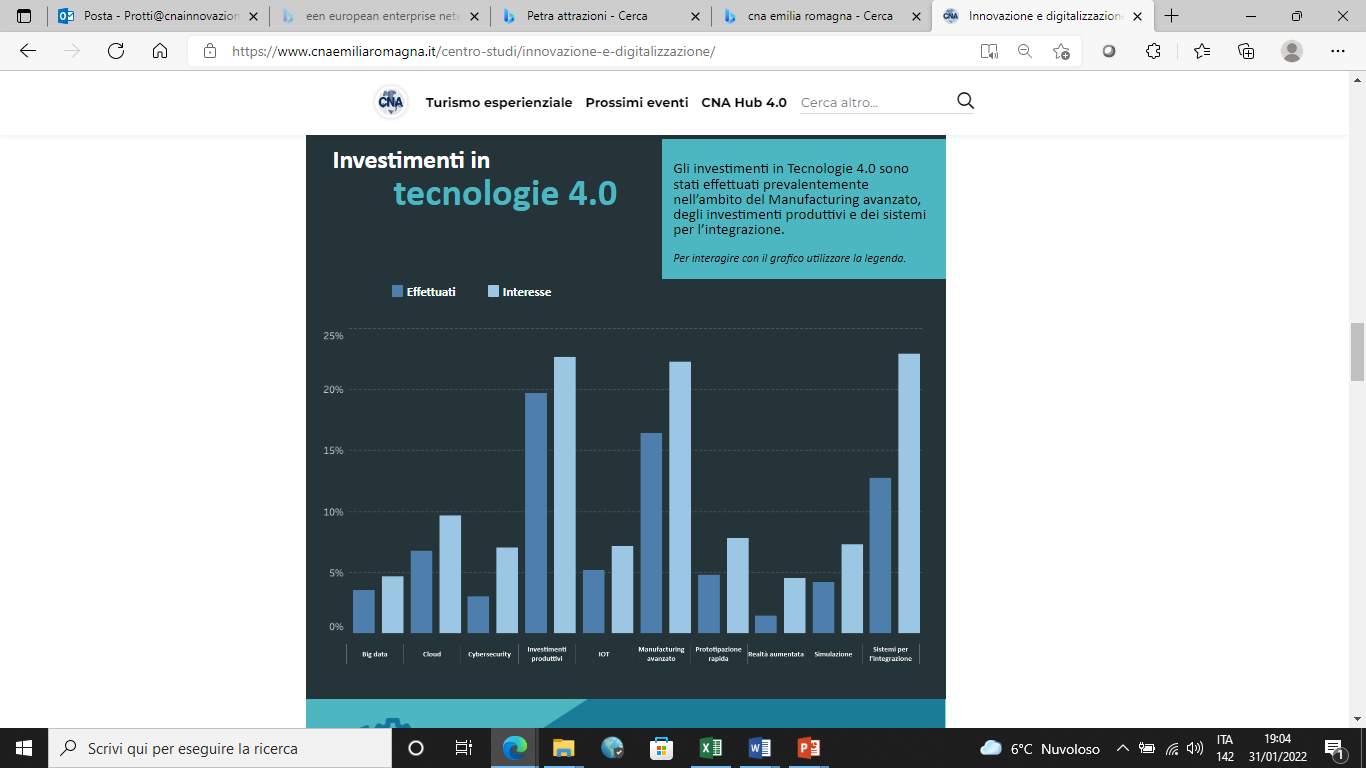 Posta - Protti@cnainnovazion
een european enterprise netw
Petra attrazioni - Cerca
cna emilia romagna - Cerca
Innovazione e digitalizzazione
https://www.cnaemiliaromagna.it/centro-studi/innovazione-e-digitalizzazione/
CNA
Turismo esperienziale
Prossimi eventi
CNA Hub 4.0
Cerca altro...
Investimenti in
tecnologie 4.0
Gli investimenti in Tecnologie 4.0 sono
stati effettuati prevalentemente
nell'ambito del Manufacturing avanzato,
degli investimenti produttivi e dei sistemi
per l'integrazione.
Per interagire con il grafico utilizzare la legenda.
Effettuati
Interesse
25%
20%
15%
10%
5%
0%
Big data
Cloud
Cybersecurity
Investimenti
produttivi
IOT
Manufacturing
avanzato
Prototipazione
rapida
Realtà aumentata
Simulazione
Sistemi per
l'integrazione
Scrivi qui per eseguire la ricerca
6°C Nuvoloso
ITA
142
19:04
31/01/2022
1